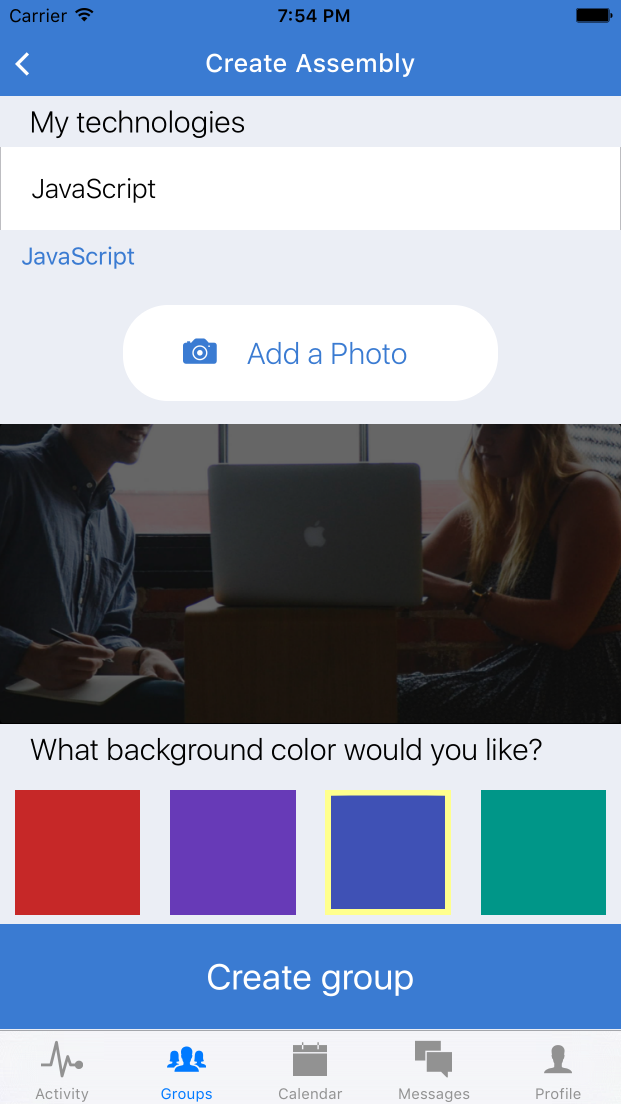 Carrier 7:54 PM
Create Assembly
My technologies
JavaScript
JavaScript
Add a Photo
What background color would you like?
Create group
Activity Groups Calendar Messages Profile